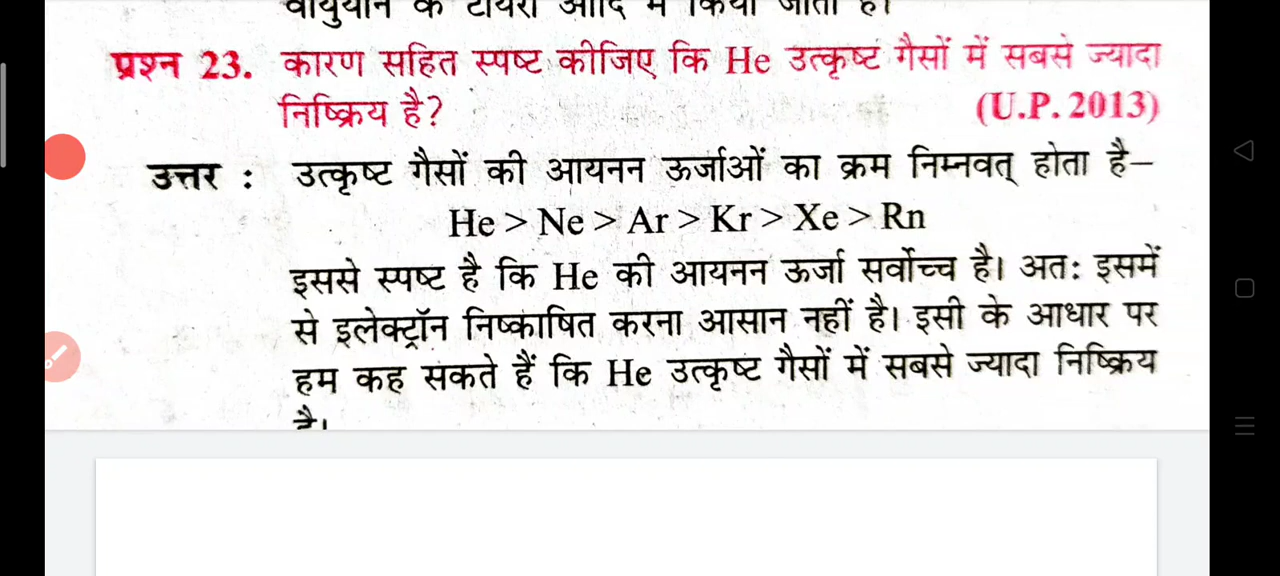 वायुयान के टायरों आदि में किया जाता है।
प्रश्न 23. कारण सहित स्पष्ट कीजिए कि He उत्कृष्ट गैसों में सबसे ज्यादा
निष्क्रिय है? (U.P. 2013)
उत्तर : उत्कृष्ट गैसों की आयनन ऊर्जाओं का क्रम निम्नवत् होता है–
He > Ne > Ar > Kr > Xe > Rn
इससे स्पष्ट है कि He की आयनन ऊर्जा सर्वोच्च है। अतः इसमें
से इलेक्ट्रॉन निष्काषित करना आसान नहीं है। इसी के आधार पर
हम कह सकते हैं कि He उत्कृष्ट गैसों में सबसे ज्यादा निष्क्रिय
है।